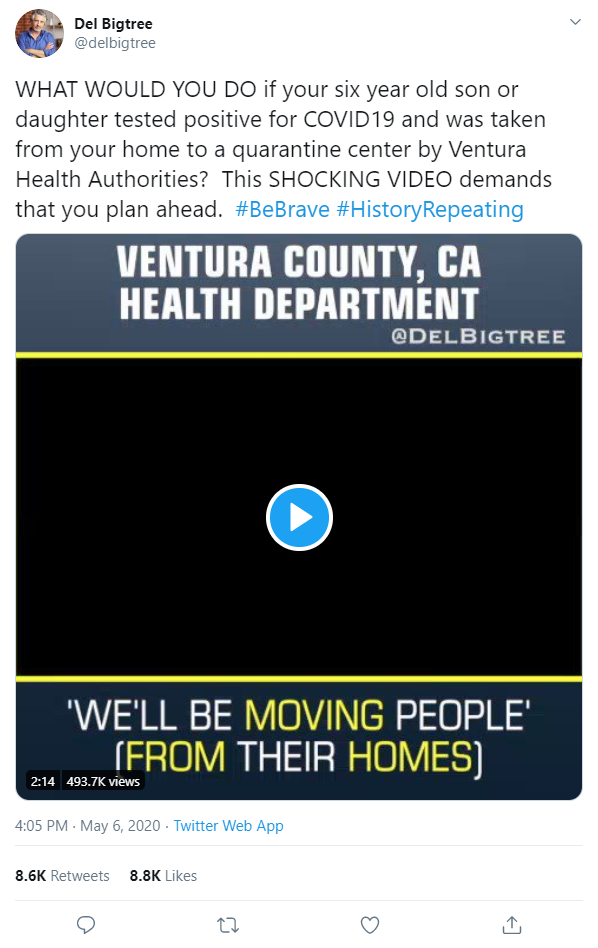 Del Bigtree
@delbigtree
WHAT WOULD YOU DO if your six year old son or
daughter tested positive for COVID19 and was taken
from your home to a quarantine center by Ventura
Health Authorities?  This SHOCKING VIDEO demands
that you plan ahead.  #BeBrave #HistoryRepeating
VENTURA COUNTY, CA
HEALTH DEPARTMENT
@DELBIGTREE
'WE'LL BE MOVING PEOPLE'
(FROM THEIR HOMES)
2:14 493.7K views
4:05 PM · May 6, 2020 · Twitter Web App
8.6K Retweets 8.8K Likes